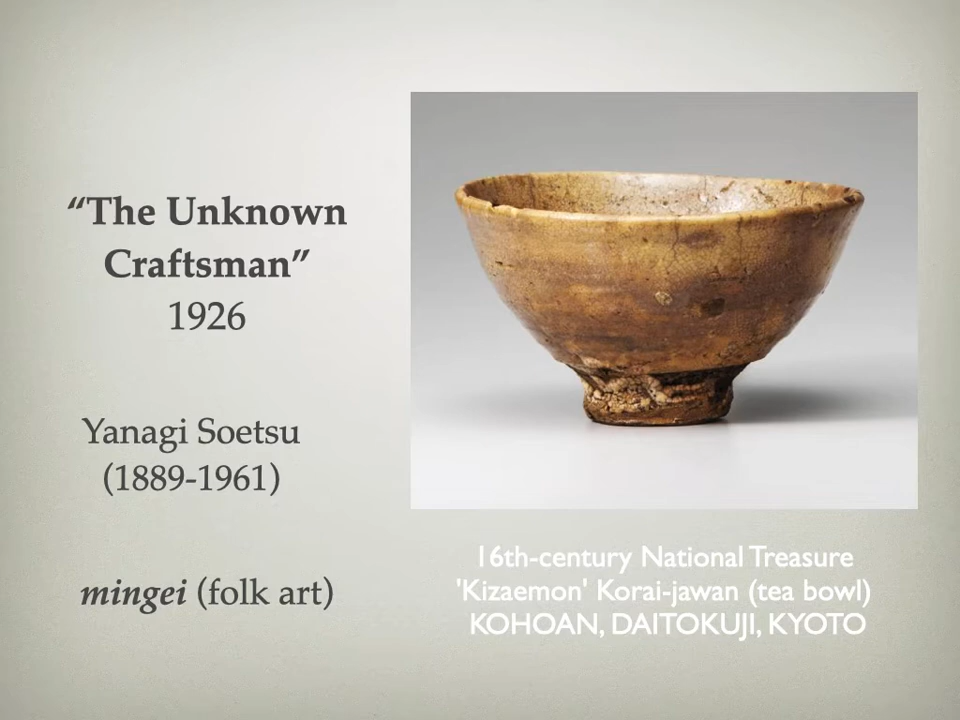 “The Unknown
Craftsman”
1926
Yanagi Soetsu
(1889-1961)
mingei (folk art)
16th-century National Treasure
'Kizaemon' Korai-jawan (tea bowl)
KOHOAN, DAITOKUJI, KYOTO